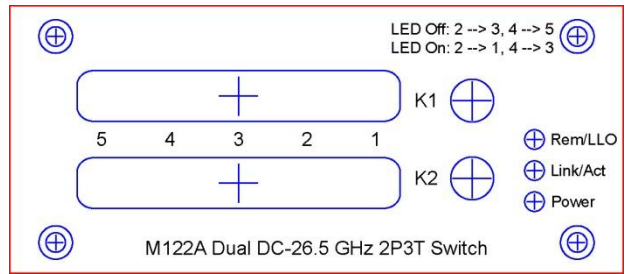 LED Off: 2 --> 3, 4 --> 5
LED On: 2 --> 1, 4 --> 3
K1
5 4 3 2 1
Rem/LLO
K2
Link/Act
Power
M122A Dual DC-26.5 GHz 2P3T Switch